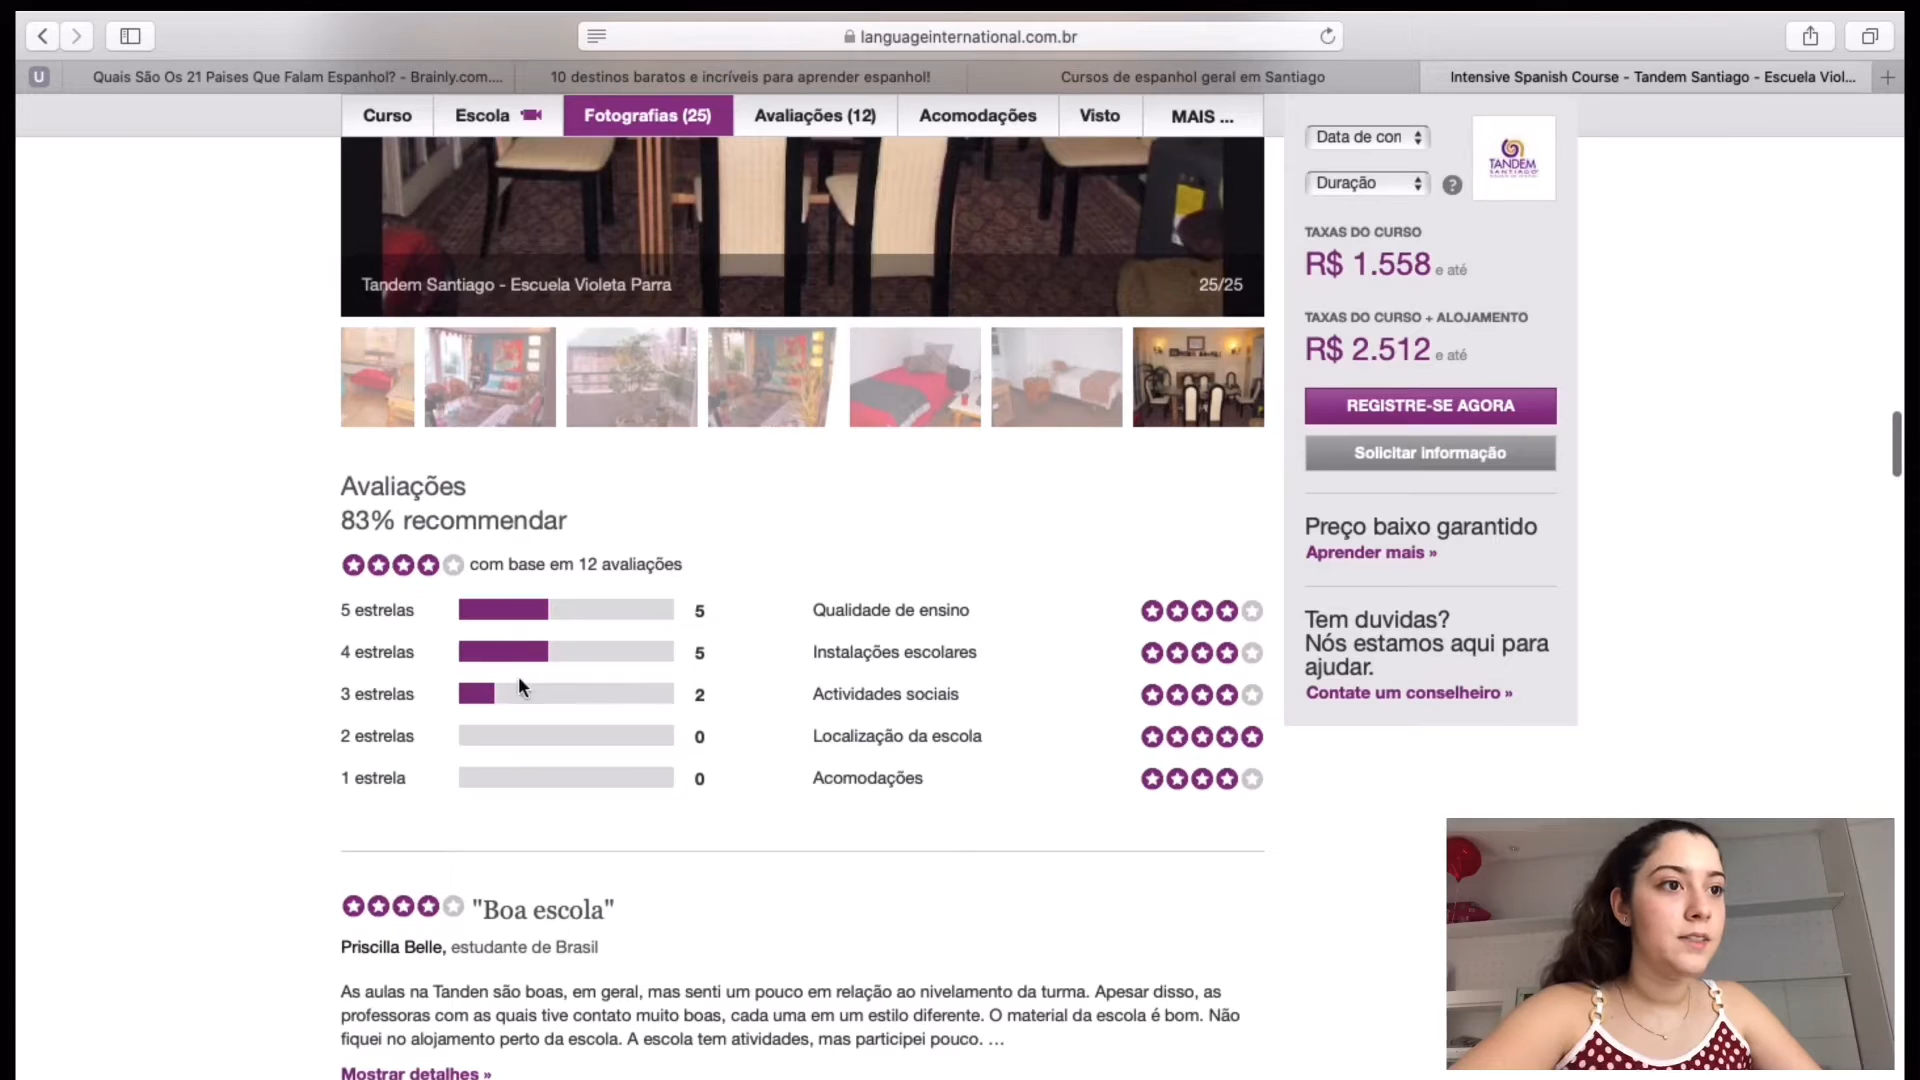 languageinternational.com.br
U
Quais São Os 21 Paises Que Falam Espanhol? - Brainly.com....
10 destinos baratos e incríveis para aprender espanhol!
Cursos de espanhol geral em Santiago
Intensive Spanish Course - Tandem Santiago - Escuela Viol...
Curso
Escola
Fotografias (25)
Avaliações (12)
Acomodações
Visto
MAIS ...
Tandem Santiago - Escuela Violeta Parra
25/25
Data de con
Duração
?
TANDEM
SANTIAGO
TAXAS DO CURSO
R$ 1.558 e até
TAXAS DO CURSO + ALOJAMENTO
R$ 2.512 e até
REGISTRE-SE AGORA
Solicitar informação
Preço baixo garantido
Aprender mais »
Tem duvidas?
Nós estamos aqui para
ajudar.
Contate um conselheiro »
Avaliações
83% recommendar
com base em 12 avaliações
5 estrelas 5
4 estrelas 5
3 estrelas 2
2 estrelas 0
1 estrela 0
Qualidade de ensino
Instalações escolares
Actividades sociais
Localização da escola
Acomodações
"Boa escola"
Priscilla Belle, estudante de Brasil
As aulas na Tanden são boas, em geral, mas senti um pouco em relação ao nivelamento da turma. Apesar disso, as
professoras com as quais tive contato muito boas, cada uma em um estilo diferente. O material da escola é bom. Não
fiquei no alojamento perto da escola. A escola tem atividades, mas participei pouco. ...
Mostrar detalhes »